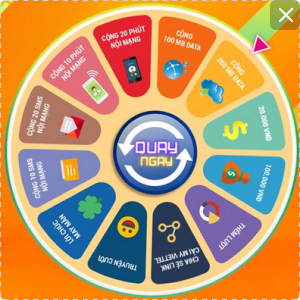 CỘNG 20 PHÚT
NỘI MẠNG
CỘNG
100 MB DATA
CỘNG
200 MB DATA
20.000 VNĐ
100.000 VNĐ
THÊM LƯỢT
CHIA SẺ LINK
CÀI MY VIETTEL
TRUYỆN CƯỜI
LỜI CHÚC
MAY MẮN
CỘNG 10 SMS
NỘI MẠNG
CỘNG 20 SMS
NỘI MẠNG
CỘNG 10 PHÚT
NỘI MẠNG
QUAY
NGAY